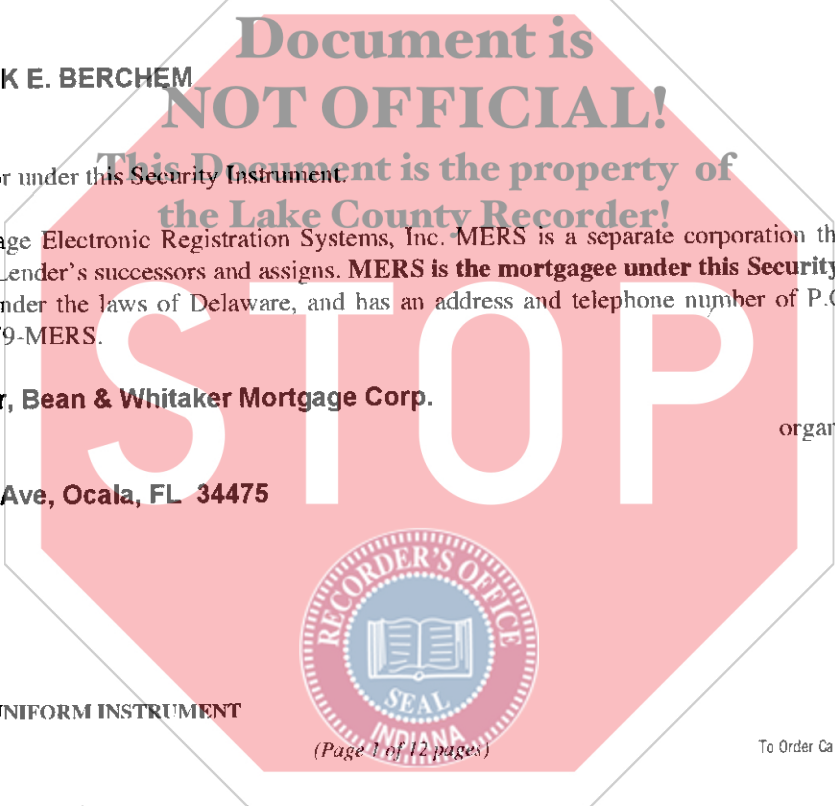 Document is
K E. BERCHEM
NOT OFFICIAL!
This Document is the property of
r under this Security Instrument.
the Lake County Recorder!
age Electronic Registration Systems, Inc. MERS is a separate corporation th
Lender's successors and assigns. MERS is the mortgagee under this Security
nder the laws of Delaware, and has an address and telephone number of P.O
79-MERS.
STOP
r, Bean & Whitaker Mortgage Corp.
organ
Ave, Ocala, FL 34475
RECORDER'S OFFICE
SEAL
INDIANA
UNIFORM INSTRUMENT
(Page 1 of 12 pages)
To Order Ca